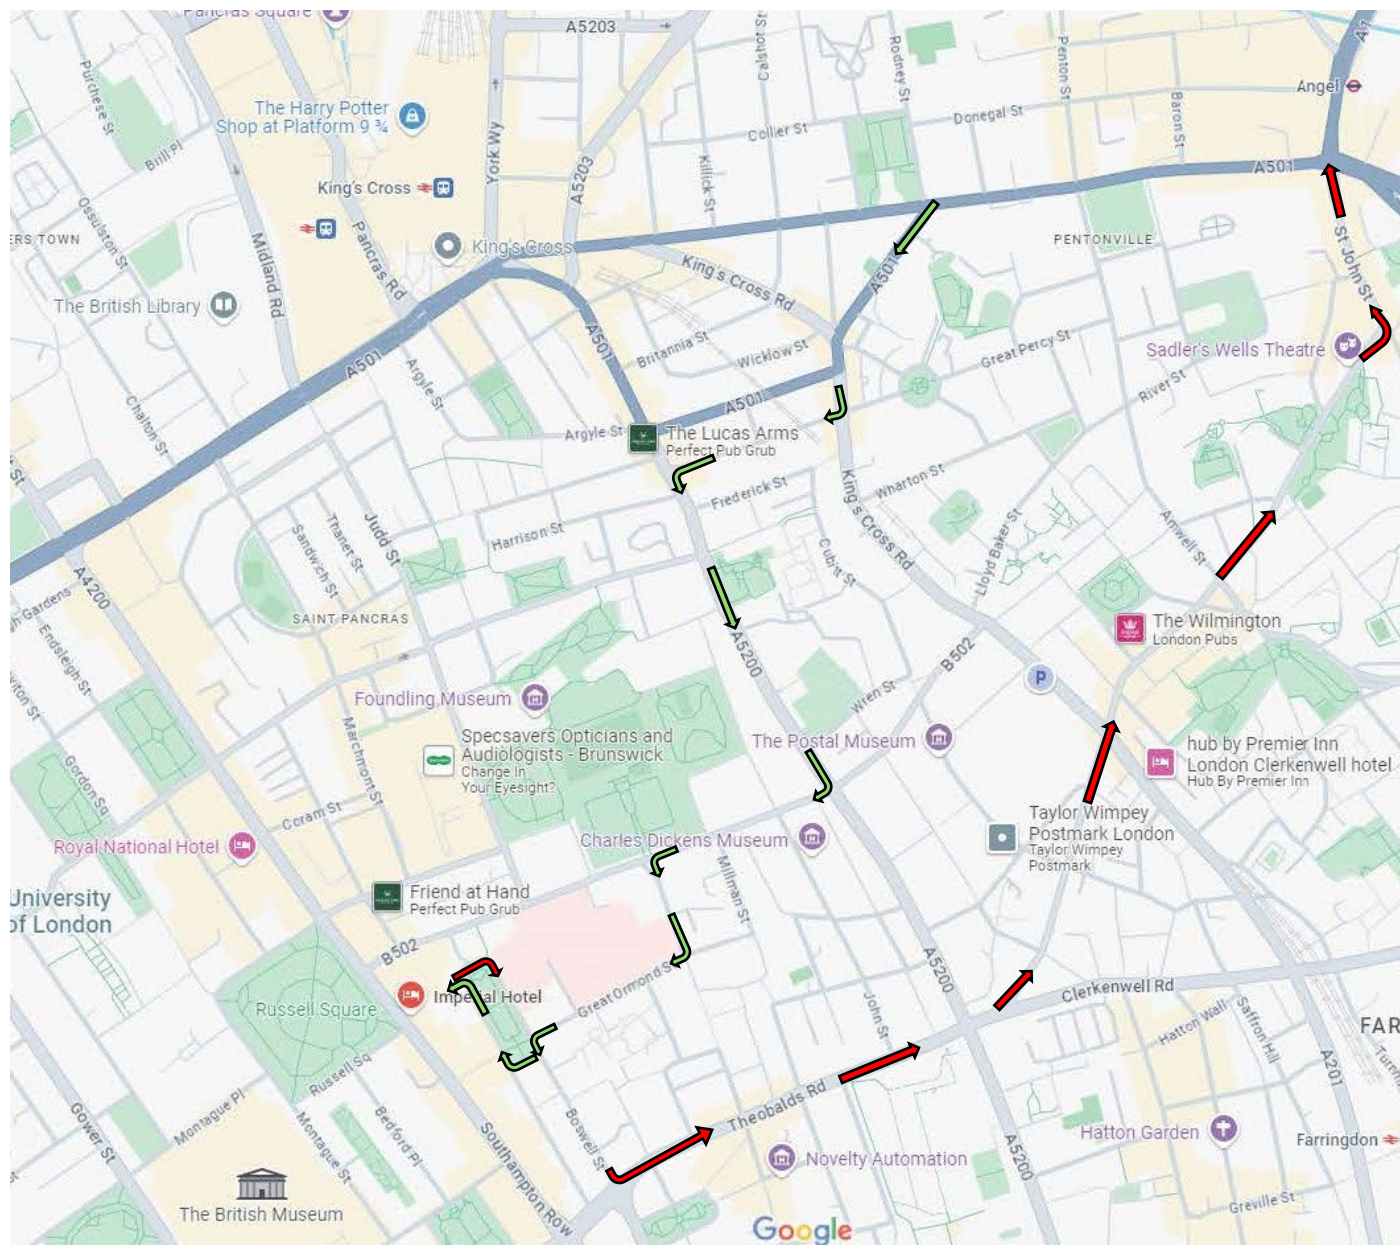 Pancras Square
A5203
Calshot St
Rodney St
Penton St
A1
Purchese St
The Harry Potter
Shop at Platform 9 ¾
York Wy
Collier St
Donegal St
Baron St
Angel
Brill Pl
King's Cross
A5203
Killick St
A501
Ossulston St
ERS TOWN
Midland Rd
Pancras Rd
King's Cross
PENTONVILLE
St John St
King's Cross Rd
A501
The British Library
A501
Britannia St
Wicklow St
Great Percy St
Sadler's Wells Theatre
A501
Argyle St
River St
Chalton St
A501
Argyle St
The Lucas Arms
Perfect Pub Grub
Frederick St
Wharton St
King's Cross Rd
Judd St
Thanet St
Sandwich St
Harrison St
Cubitt St
Lloyd Baker St
Amwell St
A4200
Endsleigh St
SAINT PANCRAS
The Wilmington
London Pubs
A5200
B502
P
Foundling Museum
Wren St
Marchmont St
Specsavers Opticians and
Audiologists - Brunswick
Change In
Your Eyesight?
The Postal Museum
hub by Premier Inn
London Clerkenwell hotel
Hub By Premier Inn
Gordon Sq
Coram St
Royal National Hotel
Charles Dickens Museum
Taylor Wimpey
Postmark London
Taylor Wimpey
Postmark
Millman St
University
of London
Friend at Hand
Perfect Pub Grub
B502
A5200
Imperial Hotel
Great Ormond St
Clerkenwell Rd
Russell Square
John St
Hatton Wall
Saffron Hill
FAR
Russell Sq
A201
Theobalds Rd
Montague Pl
Gower St
Montague St
Bedford Pl
Southampton Row
Boswell St
A5200
Hatton Garden
Farringdon
Novelty Automation
The British Museum
Greville St
Google